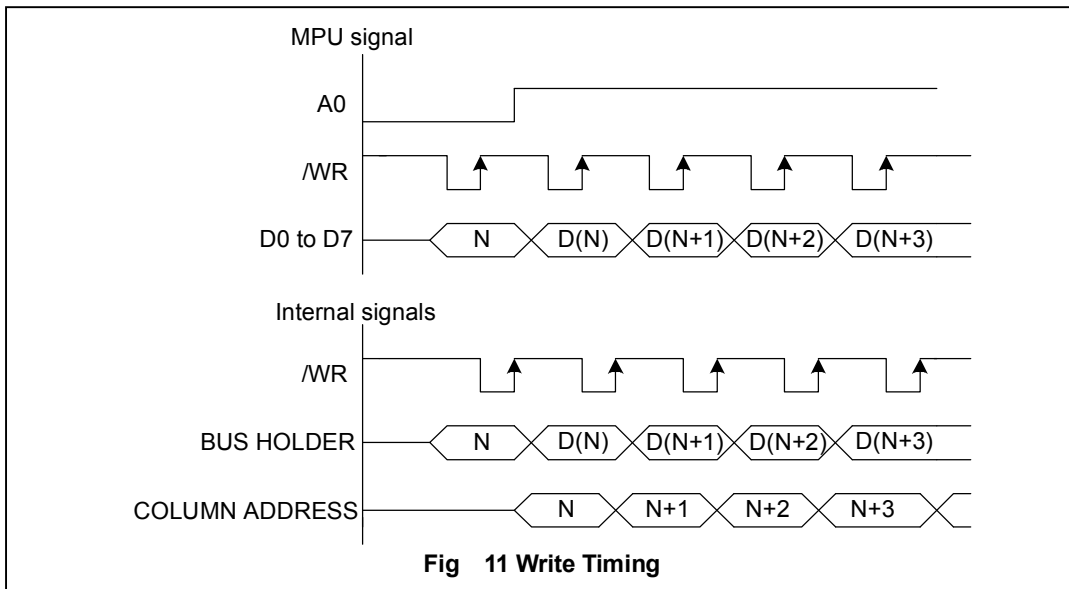 MPU signal
A0
/WR
D0 to D7
N D(N) D(N+1) D(N+2) D(N+3)
Internal signals
/WR
BUS HOLDER
N D(N) D(N+1) D(N+2) D(N+3)
COLUMN ADDRESS
N N+1 N+2 N+3
Fig 11 Write Timing